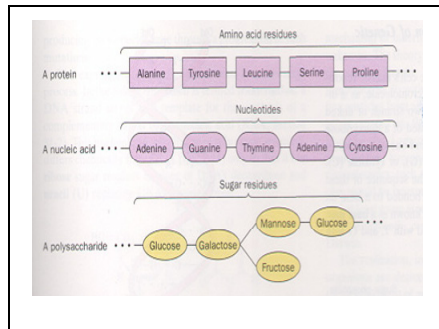 Amino acid residues
A protein ··· Alanine Tyrosine Leucine Serine Proline ···
Nucleotides
A nucleic acid ··· Adenine Guanine Thymine Adenine Cytosine ···
Sugar residues
Mannose Glucose ···
A polysaccharide ··· Glucose Galactose
Fructose